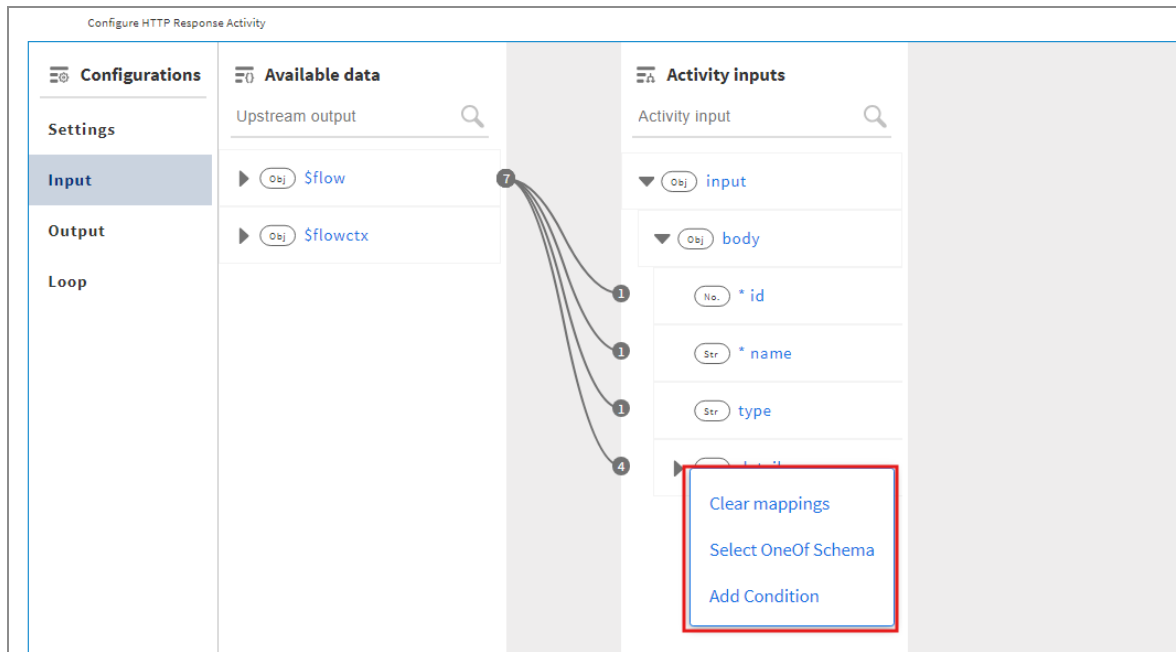 Configure HTTP Response Activity
Configurations
Settings
Input
Output
Loop
Available data
Upstream output
Obj $flow
7
Obj $flowctx
Activity inputs
Activity input
Obj input
Obj body
1 No. * id
1 Str * name
1 Str type
4
Clear mappings
Select OneOf Schema
Add Condition